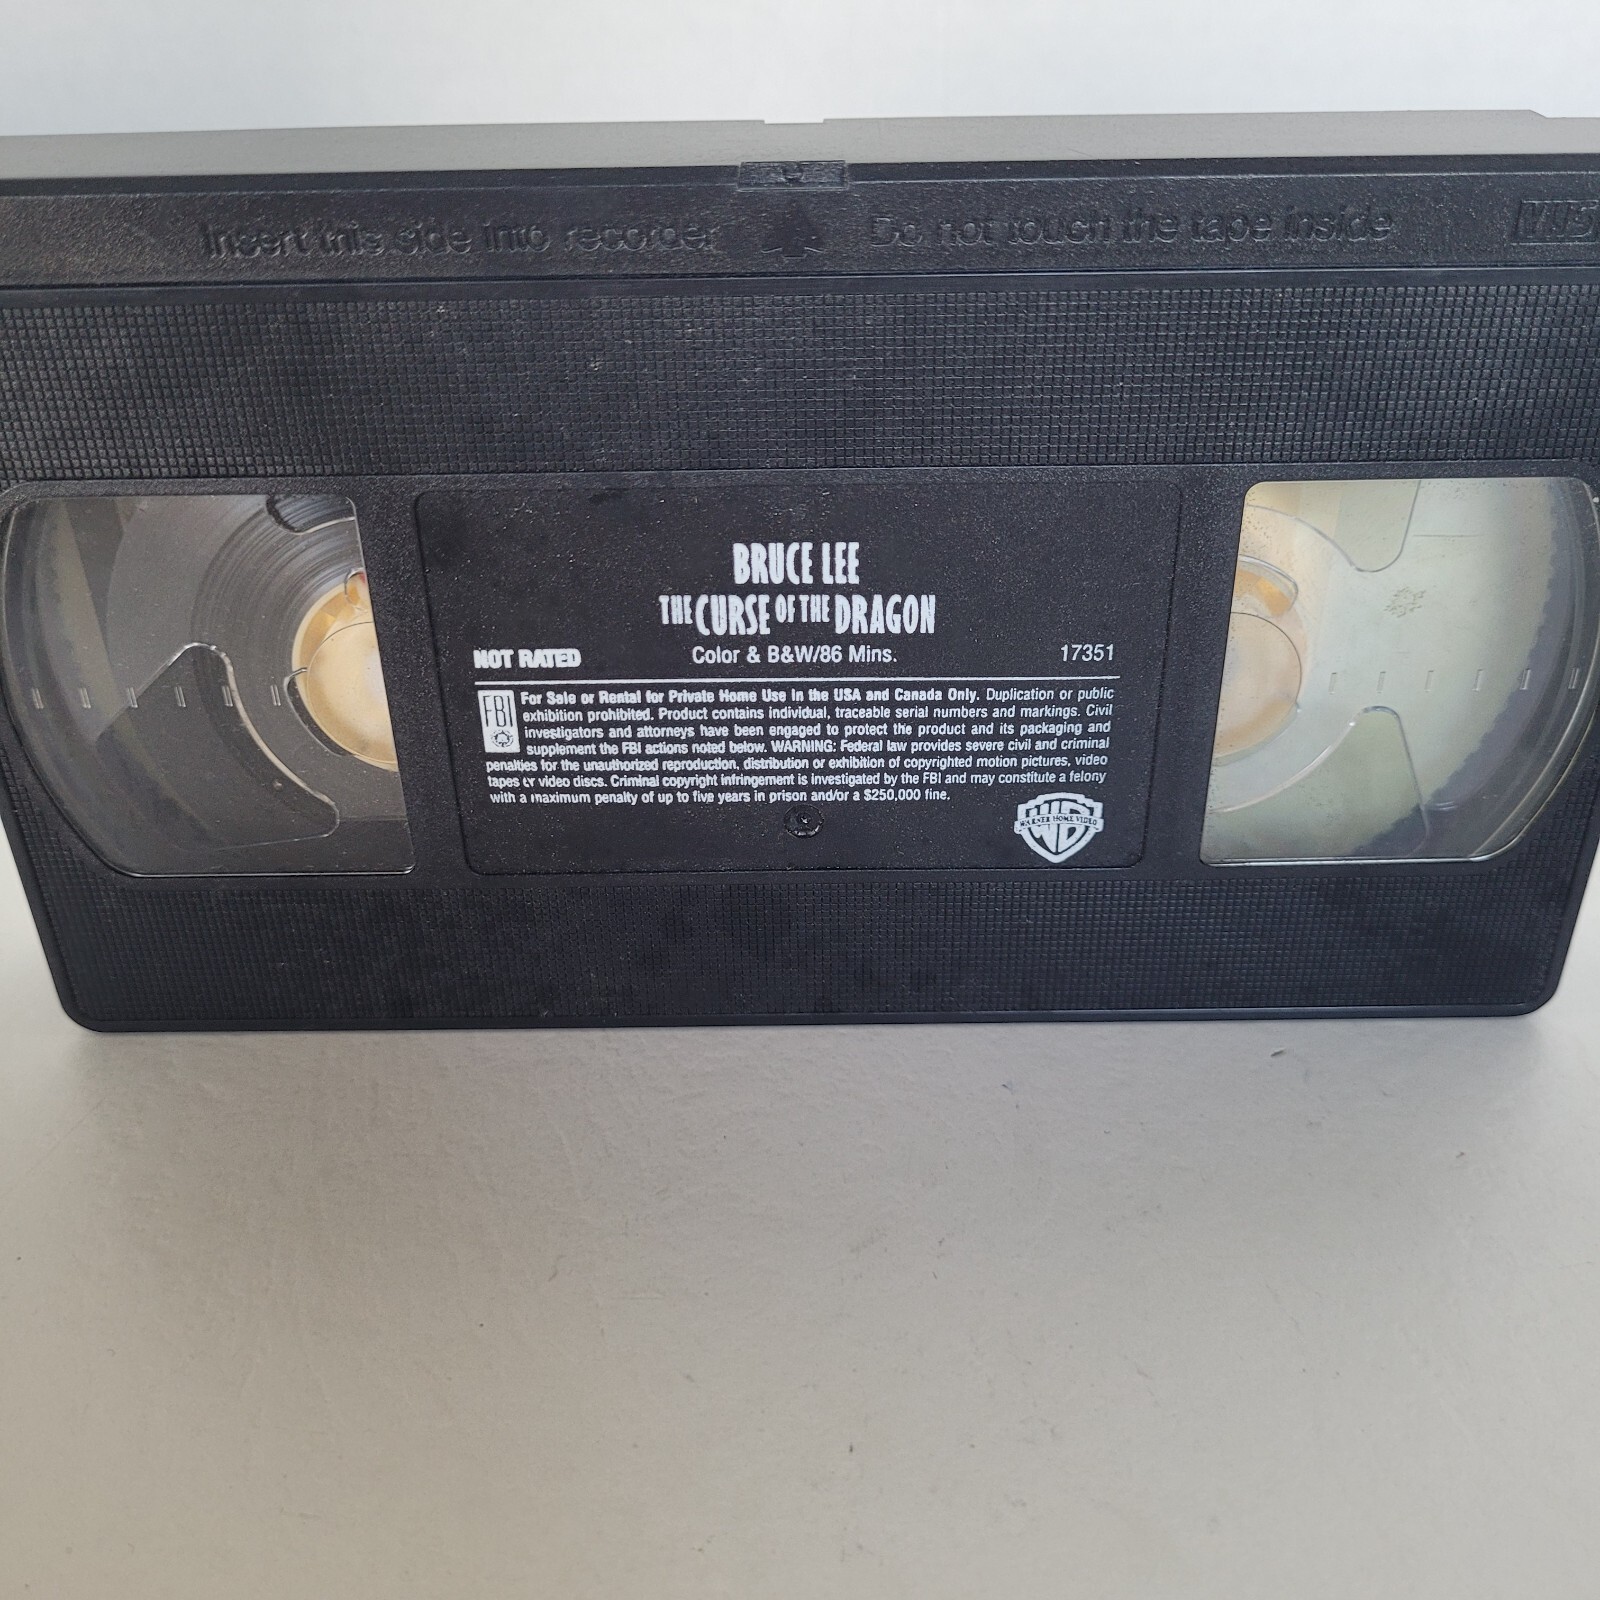 Insert this side into recorder Do not touch the tape inside VHS
BRUCE LEE
THE CURSE OF THE DRAGON
NOT RATED Color & B&W/86 Mins. 17351
FBI
For Sale or Rental for Private Home Use in the USA and Canada Only. Duplication or public
exhibition prohibited. Product contains individual, traceable serial numbers and markings. Civil
investigators and attorneys have been engaged to protect the product and its packaging and
supplement the FBI actions noted below. WARNING: Federal law provides severe civil and criminal
penalties for the unauthorized reproduction, distribution or exhibition of copyrighted motion pictures, video
tapes or video discs. Criminal copyright infringement is investigated by the FBI and may constitute a felony
with a maximum penalty of up to five years in prison and/or a $250,000 fine.
WARNER HOME VIDEO